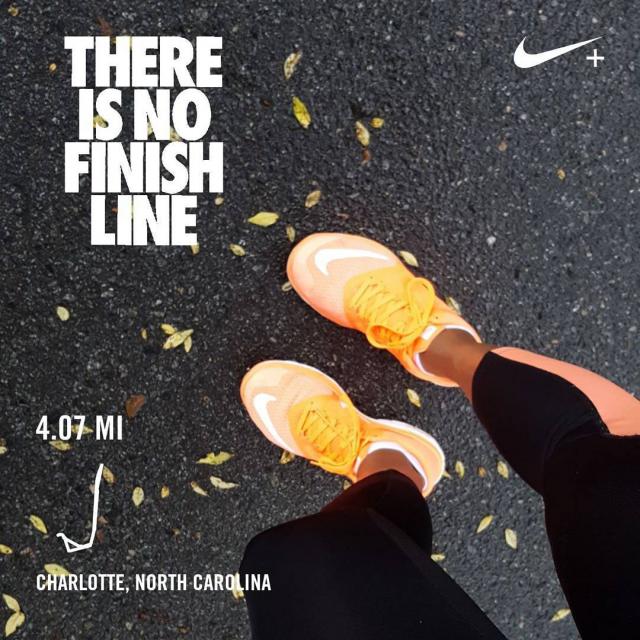 THERE
IS NO
FINISH
LINE
4.07 MI
CHARLOTTE, NORTH CAROLINA